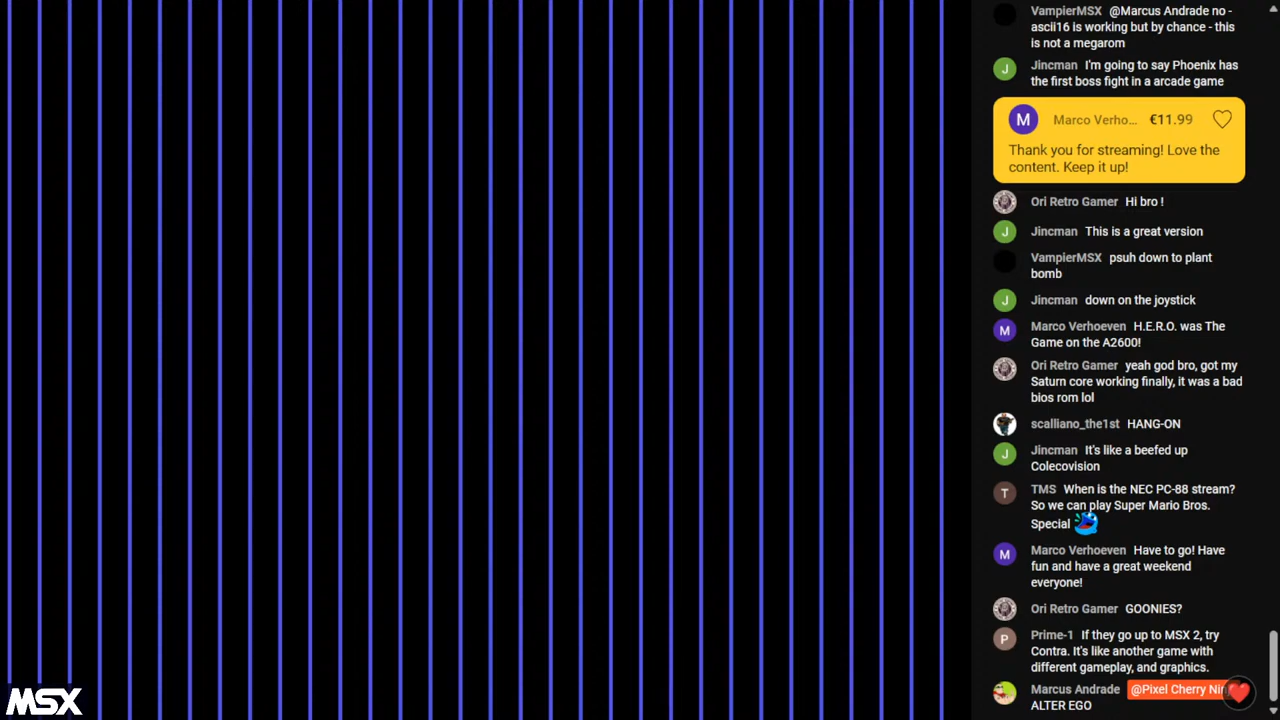 VampierMSX @Marcus Andrade no -
ascii16 is working but by chance - this
is not a megarom
J Jincman I'm going to say Phoenix has
the first boss fight in a arcade game
M Marco Verho... €11.99
Thank you for streaming! Love the
content. Keep it up!
Ori Retro Gamer Hi bro !
J Jincman This is a great version
VampierMSX psuh down to plant
bomb
J Jincman down on the joystick
M Marco Verhoeven H.E.R.O. was The
Game on the A2600!
Ori Retro Gamer yeah god bro, got my
Saturn core working finally, it was a bad
bios rom lol
scalliano_the1st HANG-ON
J Jincman It's like a beefed up
Colecovision
T TMS When is the NEC PC-88 stream?
So we can play Super Mario Bros.
Special
M Marco Verhoeven Have to go! Have
fun and have a great weekend
everyone!
Ori Retro Gamer GOONIES?
P Prime-1 If they go up to MSX 2, try
Contra. It's like another game with
different gameplay, and graphics.
Marcus Andrade @Pixel Cherry
ALTER EGO
MSX